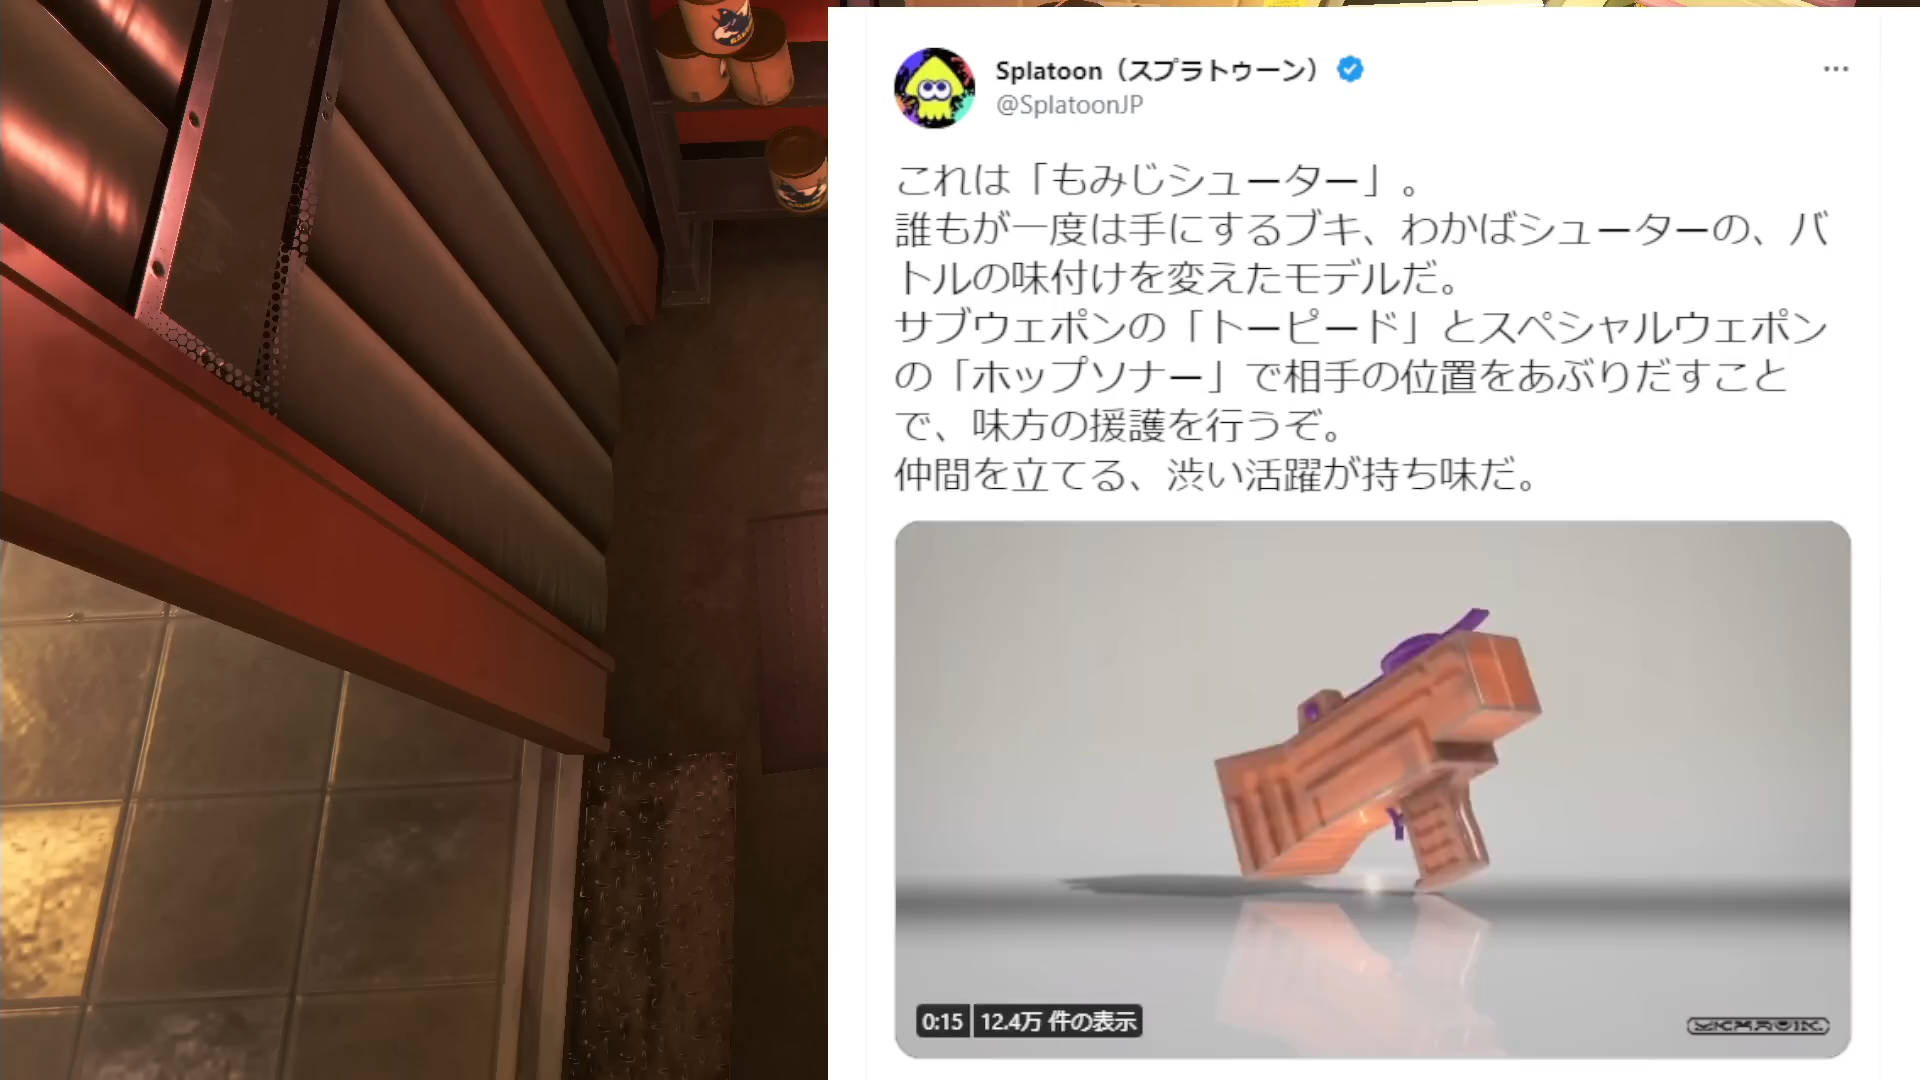 Splatoon（スプラトゥーン）
@SplatoonJP
これは「もみじシューター」。
誰もが一度は手にするブキ、わかばシューターの、バ
トルの味付けを変えたモデルだ。
サブウェポンの「トーピード」とスペシャルウェポン
の「ホップソナー」で相手の位置をあぶりだすこと
で、味方の援護を行うぞ。
仲間を立てる、渋い活躍が持ち味だ。
0:15 12.4万 件の表示